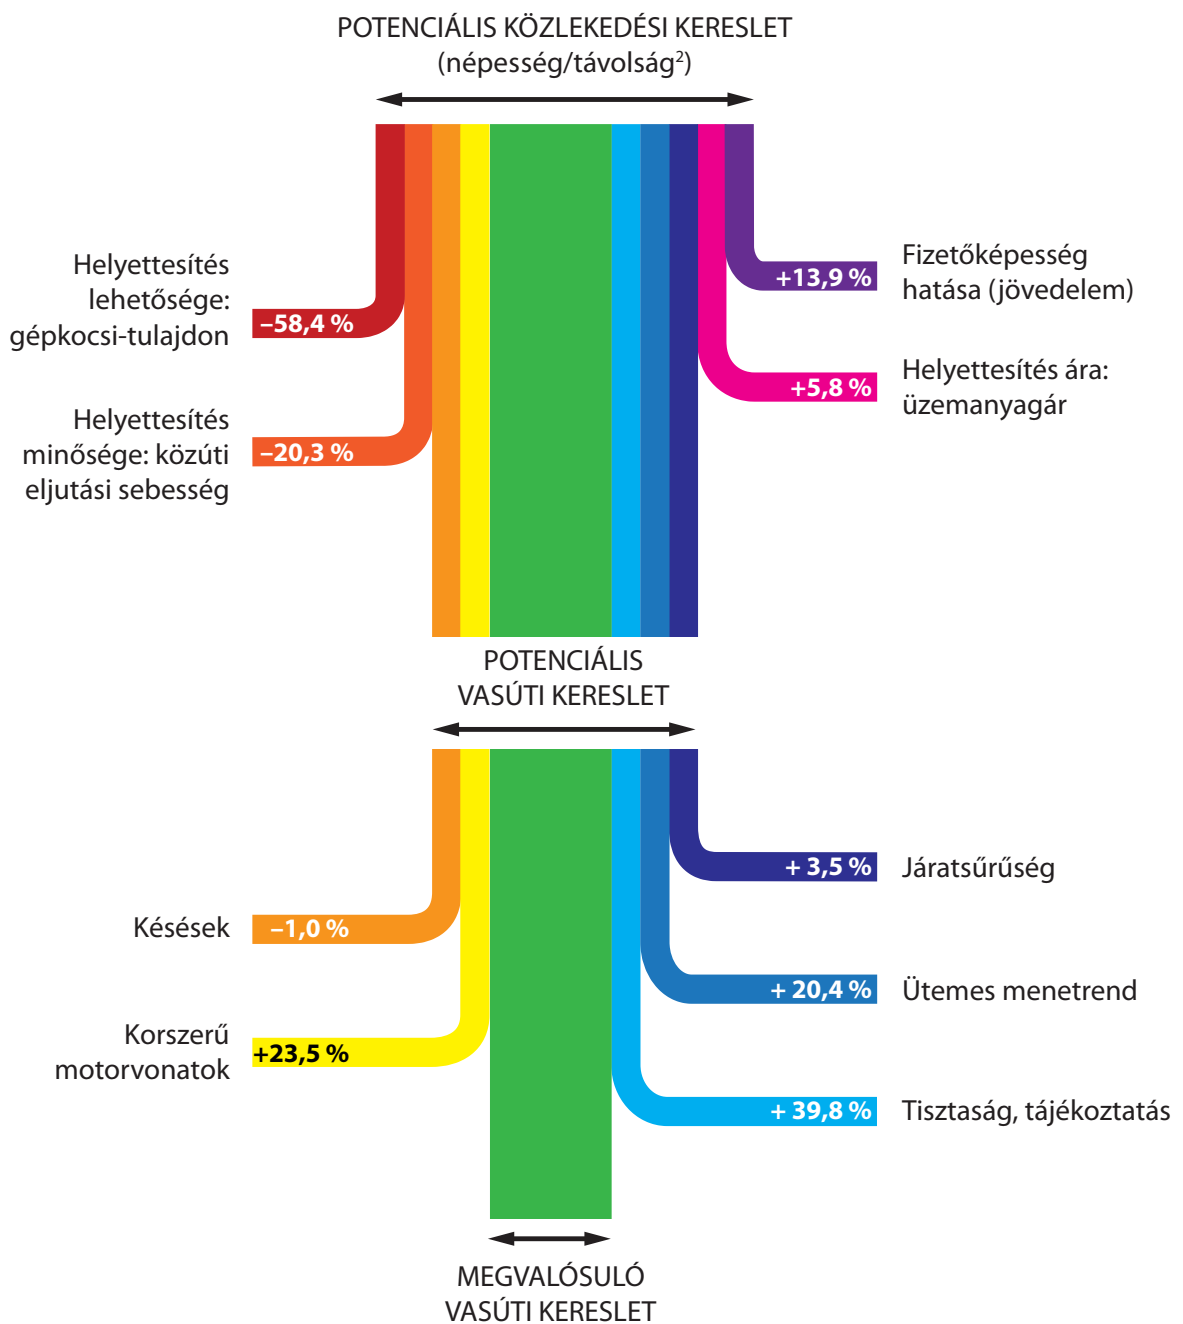 POTENCIÁLIS KÖZLEKEDÉSI KERESLET
(népesség/távolság²)
Helyettesítés
lehetősége:
gépkocsi-tulajdon
–58,4 %
+13,9 %
Fizetőképesség
hatása (jövedelem)
Helyettesítés
minősége: közúti
eljutási sebesség
–20,3 %
+5,8 %
Helyettesítés ára:
üzemanyagár
POTENCIÁLIS
VASÚTI KERESLET
+ 3,5 %
Járatsűrűség
Késések
–1,0 %
+ 20,4 %
Ütemes menetrend
Korszerű
motorvonatok
+23,5 %
+ 39,8 %
Tisztaság, tájékoztatás
MEGVALÓSULÓ
VASÚTI KERESLET